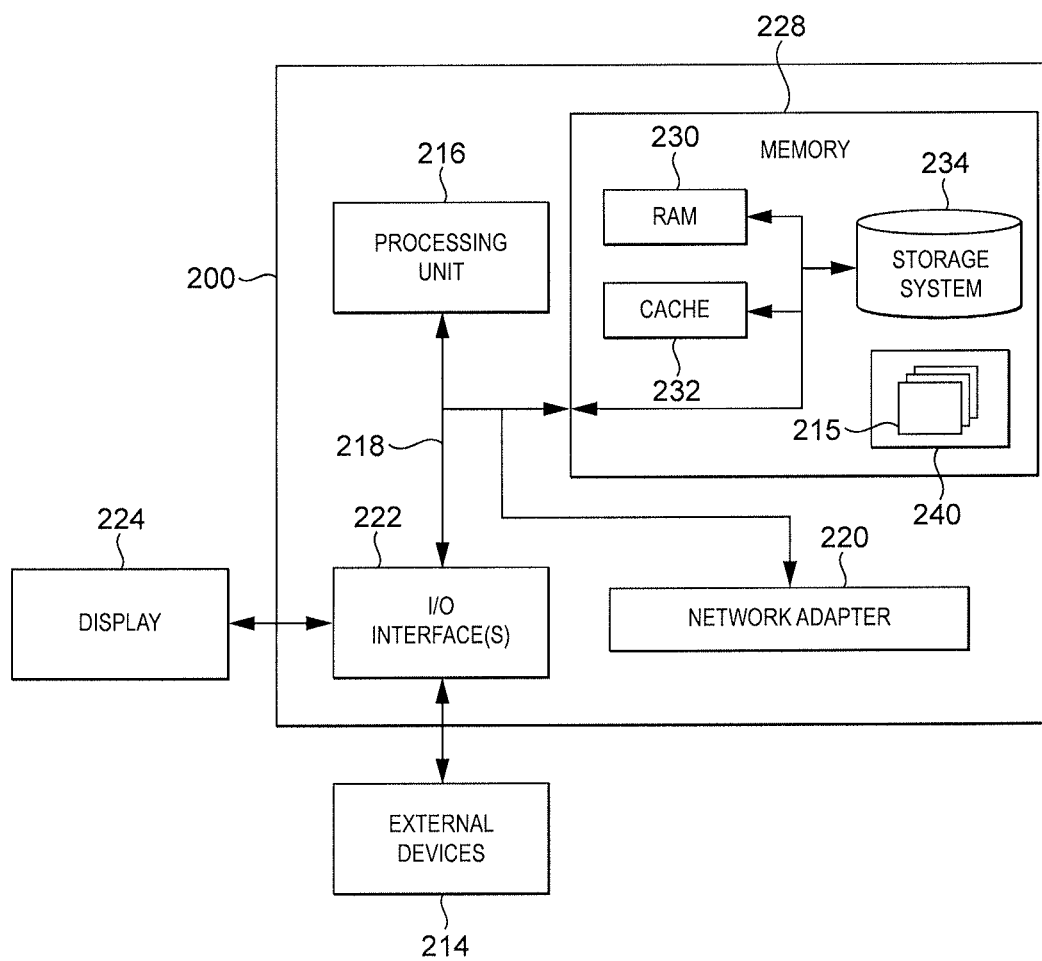 228
230
MEMORY
234
216
RAM
PROCESSING
UNIT
STORAGE
SYSTEM
200
CACHE
232
215
218
240
224
222
220
DISPLAY
I/O
INTERFACE(S)
NETWORK ADAPTER
EXTERNAL
DEVICES
214